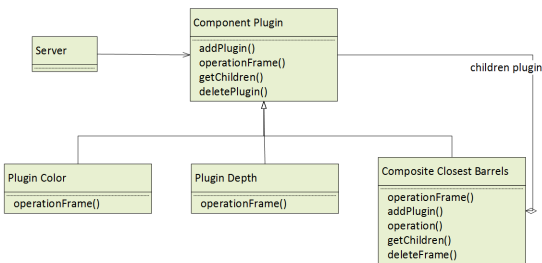 Component Plugin
addPlugin()
operationFrame()
getChildren()
deletePlugin()
Server
children plugin
Plugin Color
operationFrame()
Plugin Depth
operationFrame()
Composite Closest Barrels
operationFrame()
addPlugin()
operation()
getChildren()
deleteFrame()